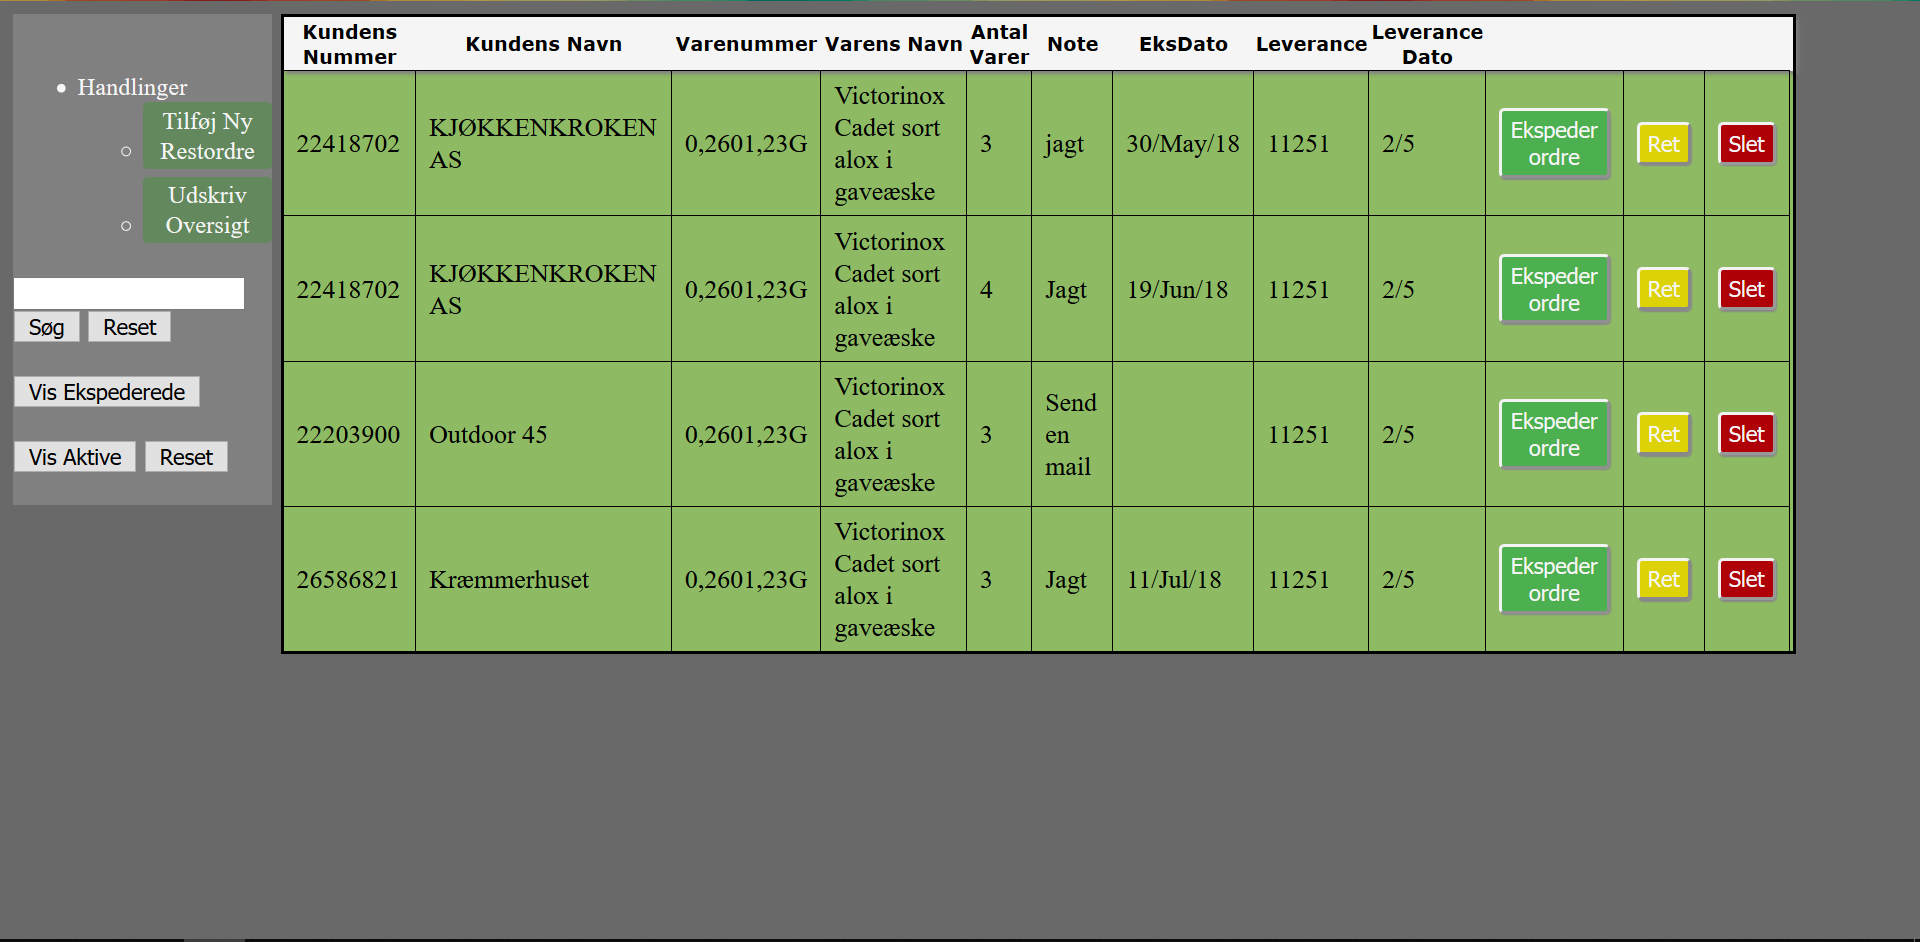 Handlinger
Tilføj Ny
Restordre
Udskriv
Oversigt
Søg Reset
Vis Ekspederede
Vis Aktive Reset
Kundens
Nummer
Kundens Navn
Varenummer
Varens Navn
Antal
Varer
Note
EksDato
Leverance
Leverance
Dato
22418702
KJØKKENKROKEN
AS
0,2601,23G
Victorinox
Cadet sort
alox i
gaveæske
3
jagt
30/May/18
11251
2/5
Ekspeder
ordre
Ret
Slet
22418702
KJØKKENKROKEN
AS
0,2601,23G
Victorinox
Cadet sort
alox i
gaveæske
4
Jagt
19/Jun/18
11251
2/5
Ekspeder
ordre
Ret
Slet
22203900
Outdoor 45
0,2601,23G
Victorinox
Cadet sort
alox i
gaveæske
3
Send
en
mail
11251
2/5
Ekspeder
ordre
Ret
Slet
26586821
Kræmmerhuset
0,2601,23G
Victorinox
Cadet sort
alox i
gaveæske
3
Jagt
11/Jul/18
11251
2/5
Ekspeder
ordre
Ret
Slet